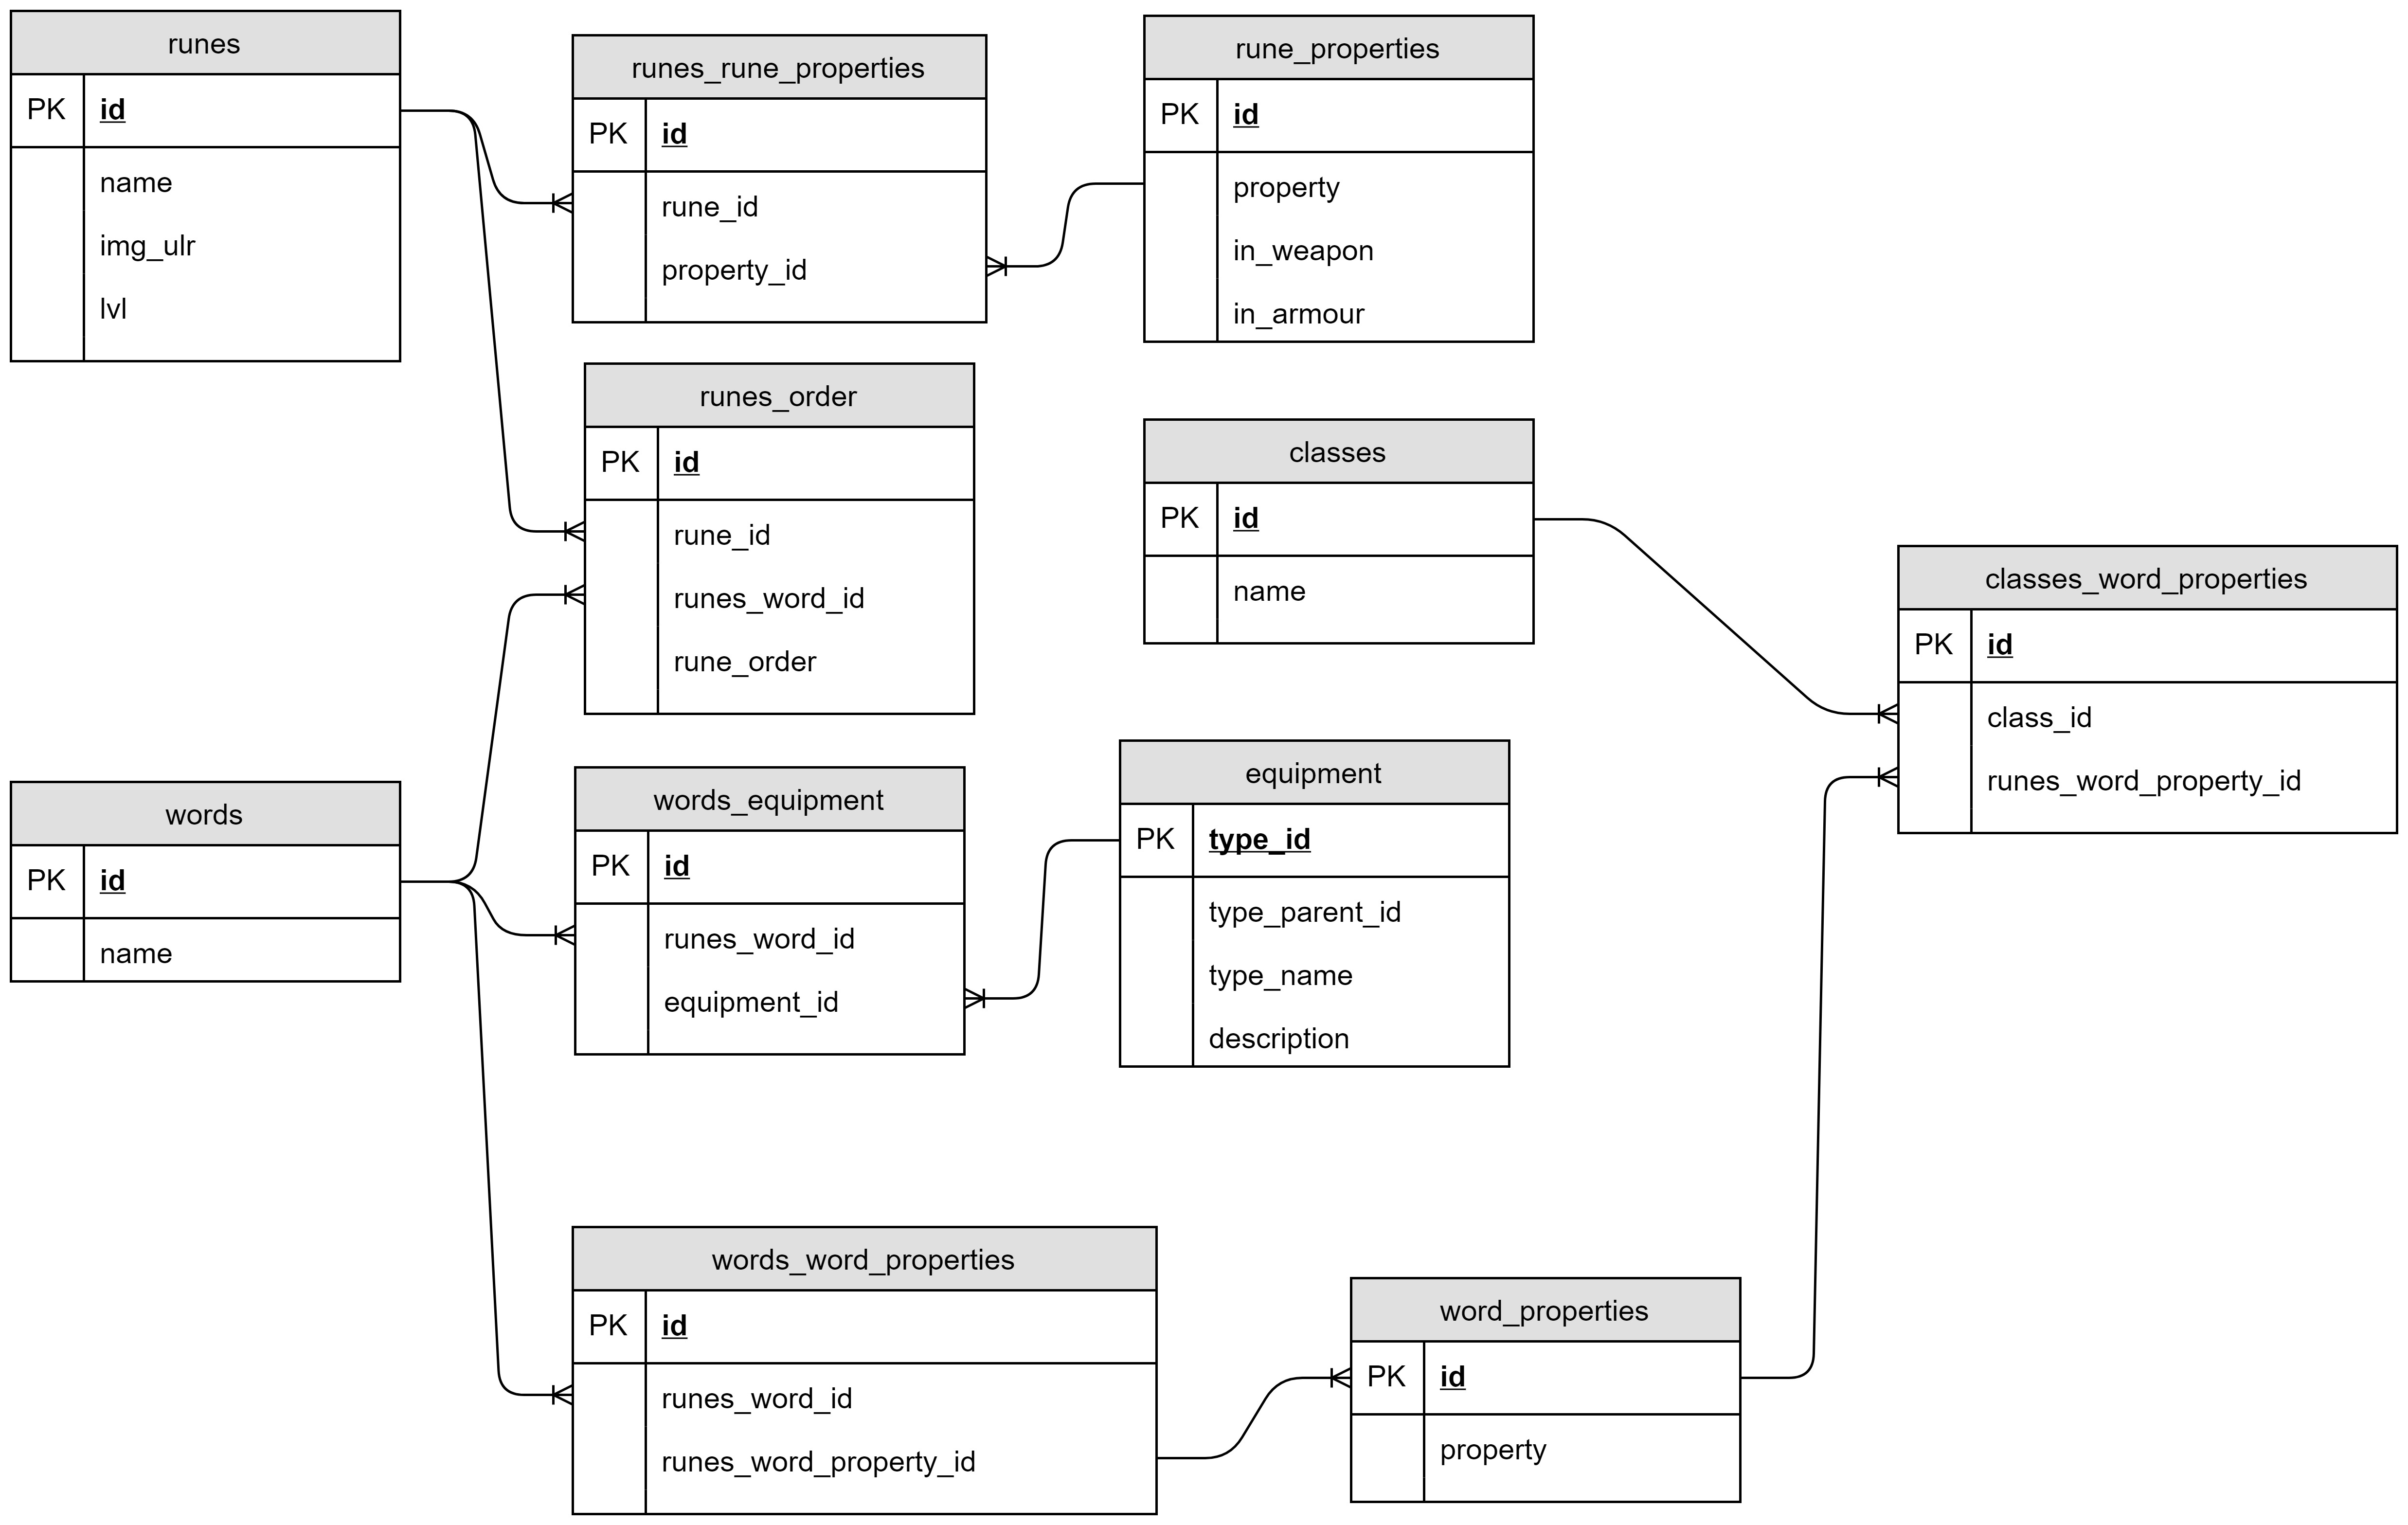 runes
PK id
name
img_ulr
lvl
runes_rune_properties
PK id
rune_id
property_id
rune_properties
PK id
property
in_weapon
in_armour
runes_order
PK id
rune_id
runes_word_id
rune_order
classes
PK id
name
classes_word_properties
PK id
class_id
runes_word_property_id
words
PK id
name
words_equipment
PK id
runes_word_id
equipment_id
equipment
PK type_id
type_parent_id
type_name
description
words_word_properties
PK id
runes_word_id
runes_word_property_id
word_properties
PK id
property